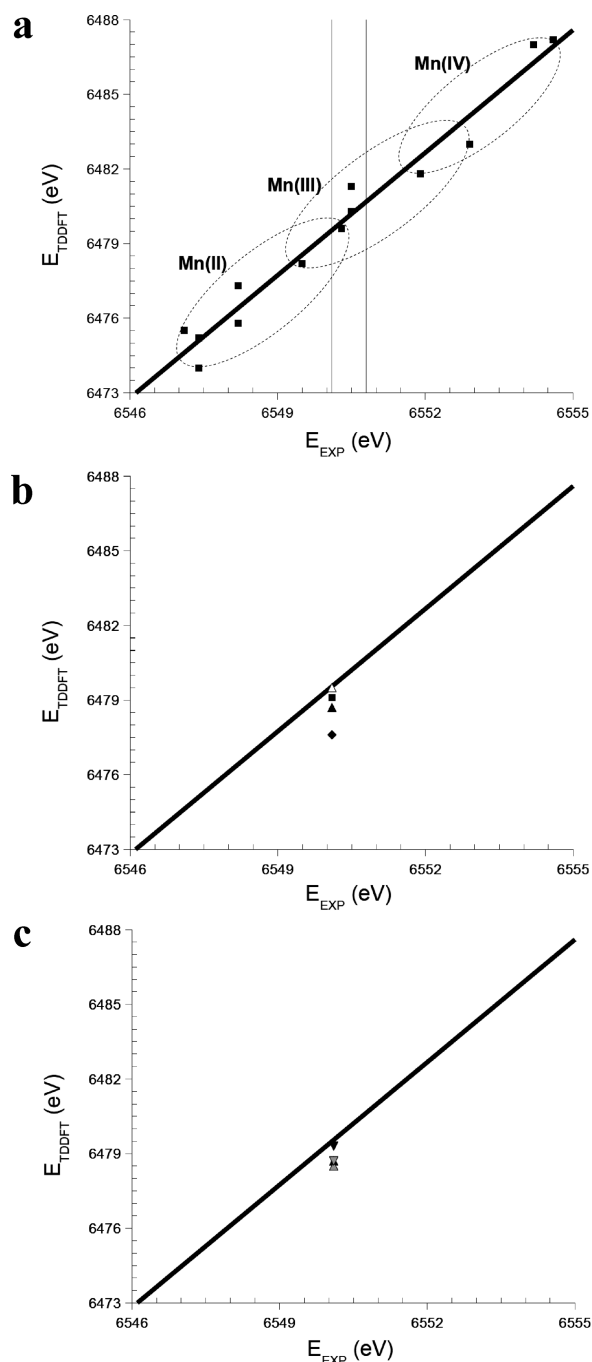 a
6488
6485
6482
6479
6476
6473
E_TDDFT (eV)
Mn(IV)
Mn(III)
Mn(II)
6546
6549
6552
6555
E_EXP (eV)
b
6488
6485
6482
6479
6476
6473
E_TDDFT (eV)
6546
6549
6552
6555
E_EXP (eV)
c
6488
6485
6482
6479
6476
6473
E_TDDFT (eV)
6546
6549
6552
6555
E_EXP (eV)